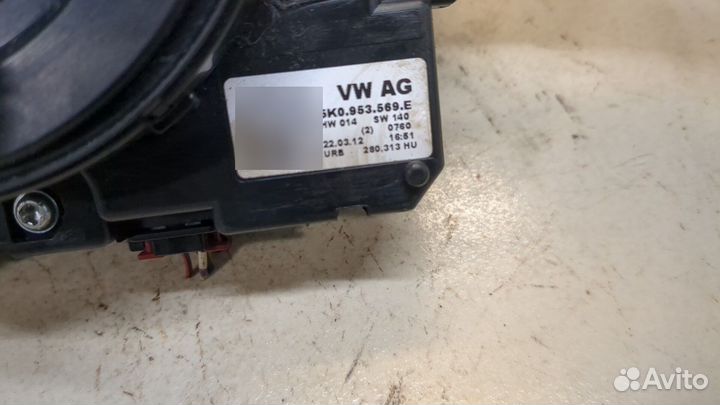 VW AG
5K0.953.569.E
HW 014 SW 140
(2) 0760
22.03.12 16:51
URB 280.313 HU
Avito